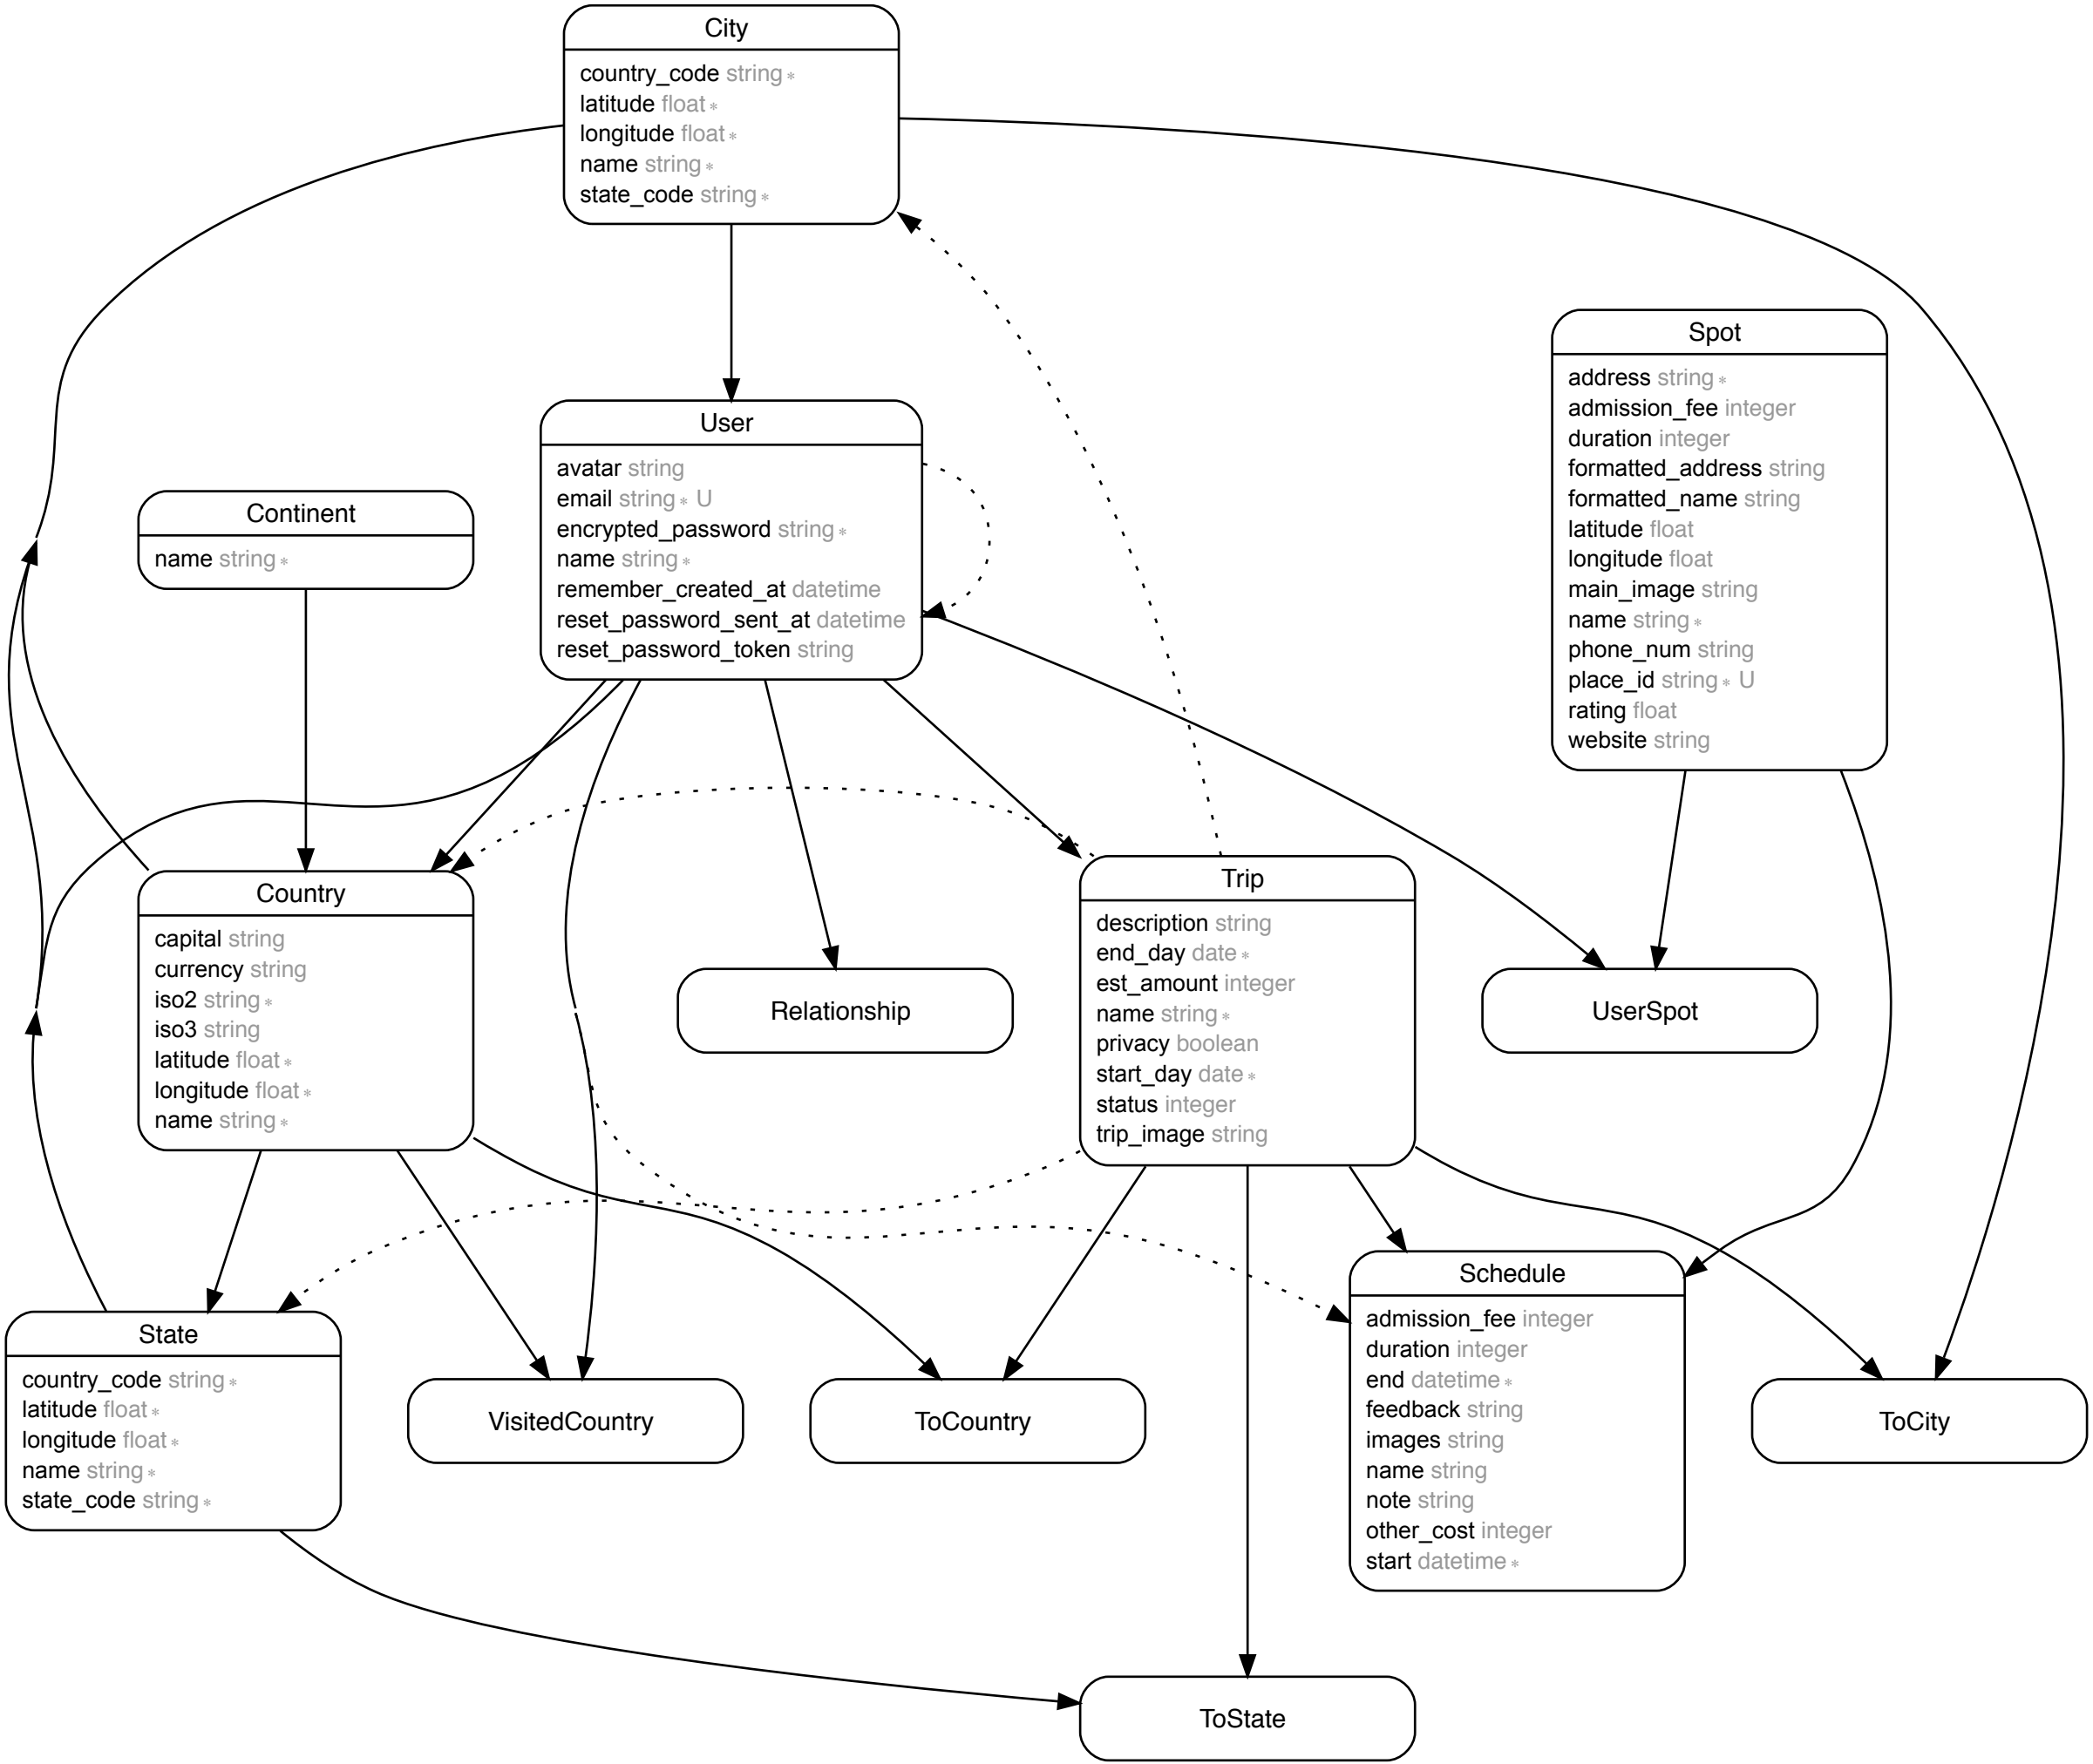 City
country_code string *
latitude float *
longitude float *
name string *
state_code string *
Spot
address string *
admission_fee integer
duration integer
formatted_address string
formatted_name string
latitude float
longitude float
main_image string
name string *
phone_num string
place_id string * U
rating float
website string
User
avatar string
email string * U
encrypted_password string *
name string *
remember_created_at datetime
reset_password_sent_at datetime
reset_password_token string
Continent
name string *
Country
capital string
currency string
iso2 string *
iso3 string
latitude float *
longitude float *
name string *
Relationship
Trip
description string
end_day date *
est_amount integer
name string *
privacy boolean
start_day date *
status integer
trip_image string
UserSpot
State
country_code string *
latitude float *
longitude float *
name string *
state_code string *
VisitedCountry
ToCountry
Schedule
admission_fee integer
duration integer
end datetime *
feedback string
images string
name string
note string
other_cost integer
start datetime *
ToCity
ToState